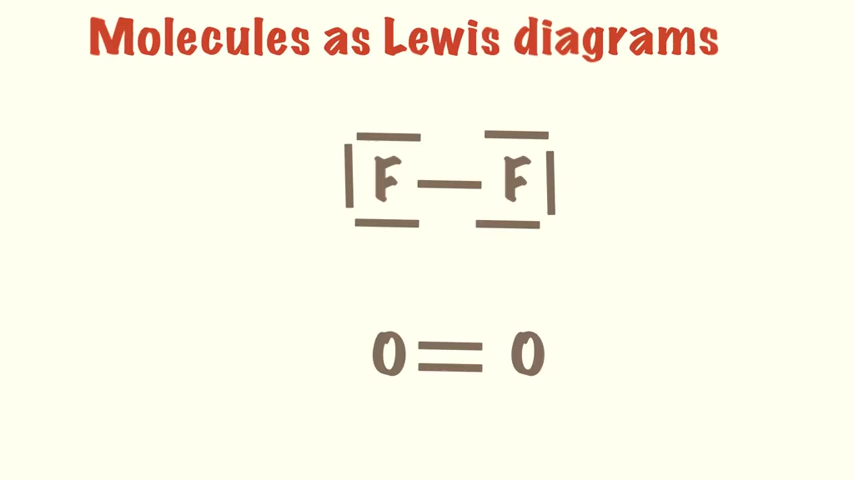 Molecules as Lewis diagrams
F — F
O = O